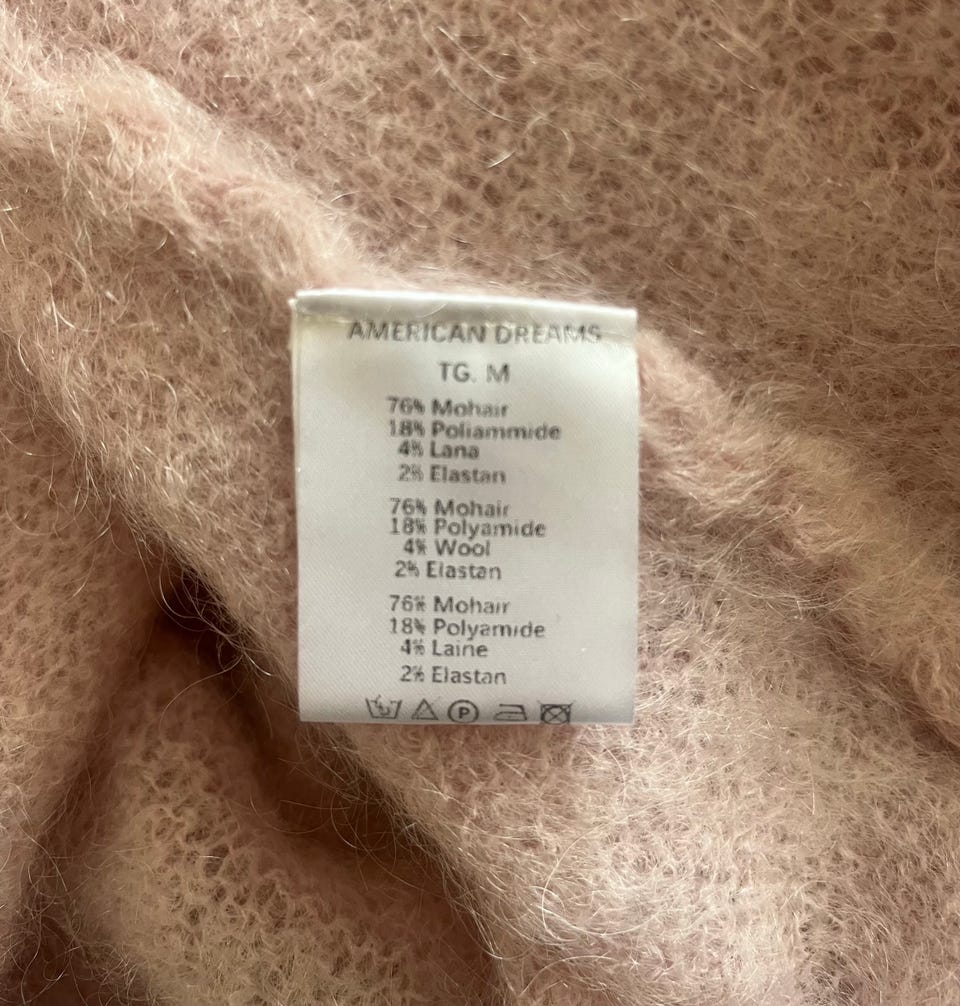 AMERICAN DREAMS
TG. M
76% Mohair
18% Poliammide
4% Lana
2% Elastan
76% Mohair
18% Polyamide
4% Wool
2% Elastan
76% Mohair
18% Polyamide
4% Laine
2% Elastan
P